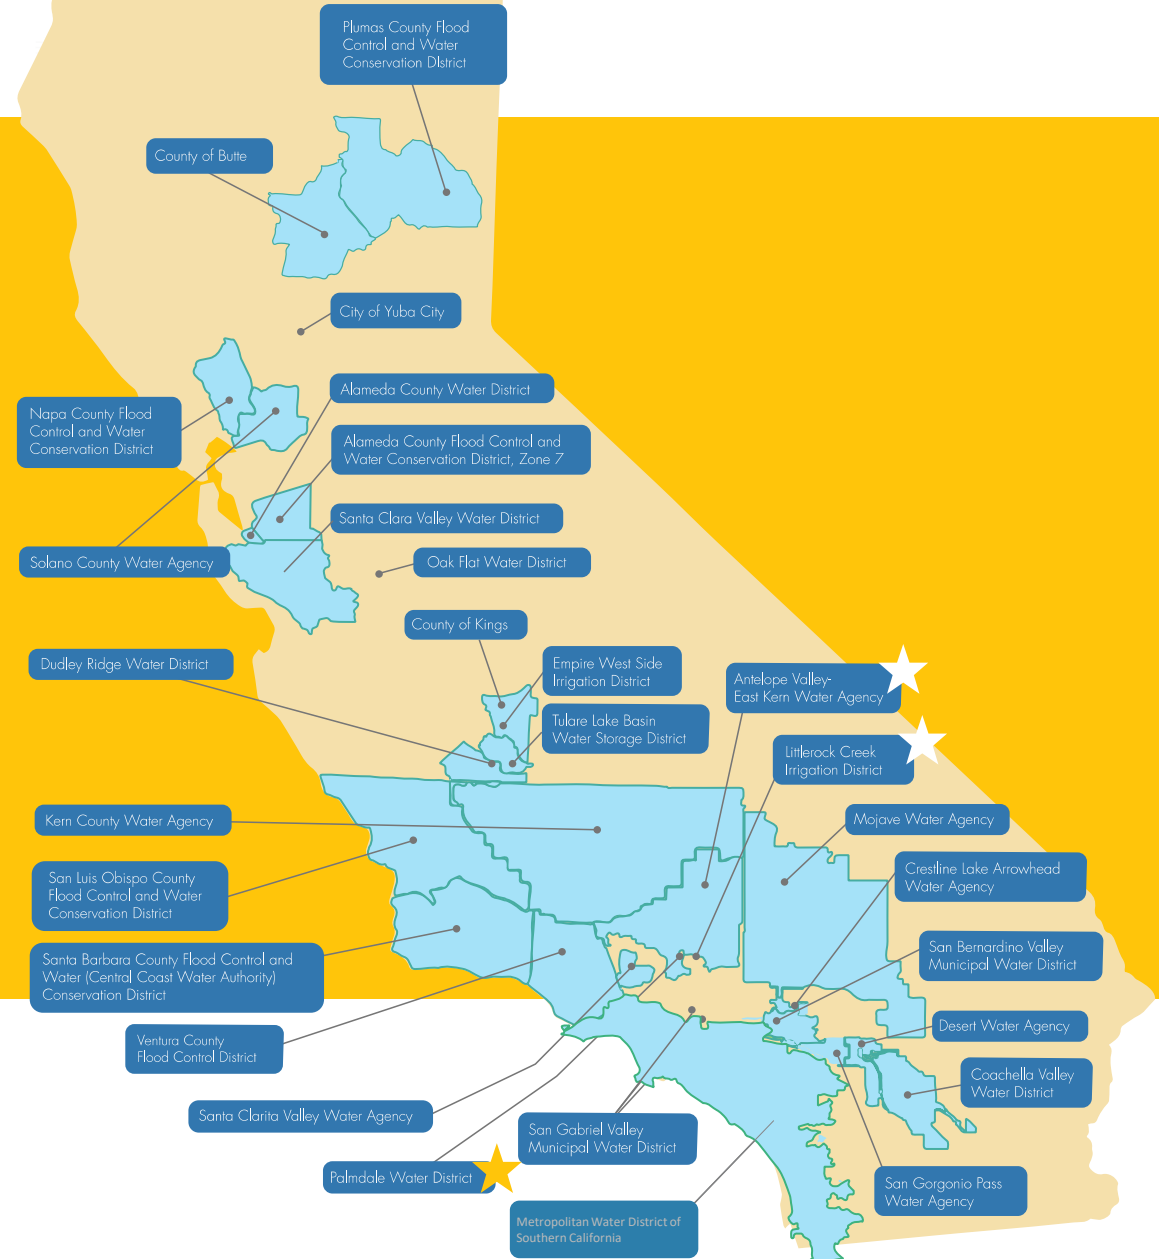 Plumas County Flood
Control and Water
Conservation District
County of Butte
City of Yuba City
Alameda County Water District
Napa County Flood
Control and Water
Conservation District
Alameda County Flood Control and
Water Conservation District, Zone 7
Santa Clara Valley Water District
Solano County Water Agency
Oak Flat Water District
County of Kings
Dudley Ridge Water District
Empire West Side
Irrigation District
Antelope Valley-
East Kern Water Agency
Tulare Lake Basin
Water Storage District
Littlerock Creek
Irrigation District
Kern County Water Agency
Mojave Water Agency
San Luis Obispo County
Flood Control and Water
Conservation District
Crestline Lake Arrowhead
Water Agency
Santa Barbara County Flood Control and
Water (Central Coast Water Authority)
Conservation District
San Bernardino Valley
Municipal Water District
Ventura County
Flood Control District
Desert Water Agency
Coachella Valley
Water District
Santa Clarita Valley Water Agency
San Gabriel Valley
Municipal Water District
Palmdale Water District
San Gorgonio Pass
Water Agency
Metropolitan Water District of
Southern California